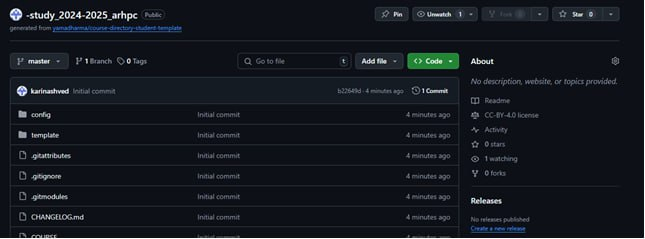 -study_2024-2025_arhpc Public Pin Unwatch 1 Fork 0 Star 0
generated from yamadharma/course-directory-student-template
master 1 Branch 0 Tags Go to file t Add file Code
karinashved Initial commit b22649d · 4 minutes ago 1 Commit
config Initial commit 4 minutes ago
template Initial commit 4 minutes ago
.gitattributes Initial commit 4 minutes ago
.gitignore Initial commit 4 minutes ago
.gitmodules Initial commit 4 minutes ago
CHANGELOG.md Initial commit 4 minutes ago
COURSE Initial commit 4 minutes ago
About
No description, website, or topics provided.
Readme
CC-BY-4.0 license
Activity
0 stars
1 watching
0 forks
Releases
No releases published
Create a new release